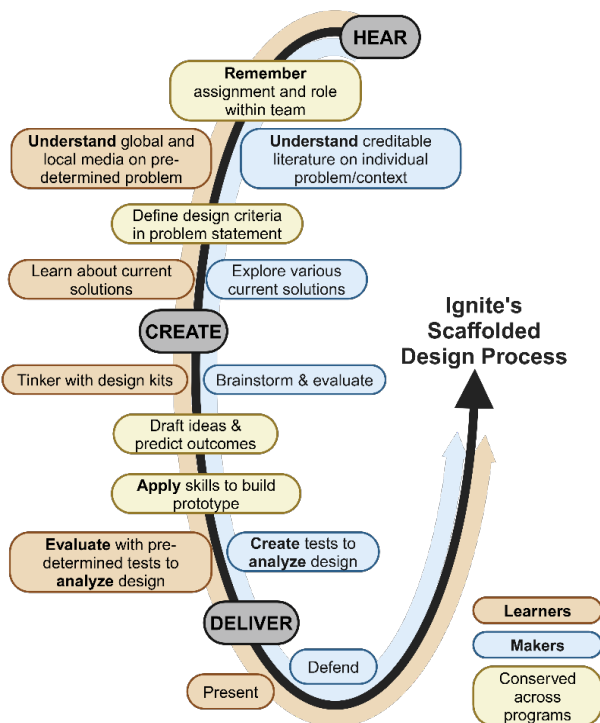 HEAR
Remember
assignment and role
within team
Understand global and
local media on pre-
determined problem
Understand creditable
literature on individual
problem/context
Define design criteria
in problem statement
Learn about current
solutions
Explore various
current solutions
CREATE
Ignite's
Scaffolded
Design Process
Tinker with design kits
Brainstorm & evaluate
Draft ideas &
predict outcomes
Apply skills to build
prototype
Evaluate with pre-
determined tests to
analyze design
Create tests to
analyze design
DELIVER
Defend
Present
Learners
Makers
Conserved
across
programs